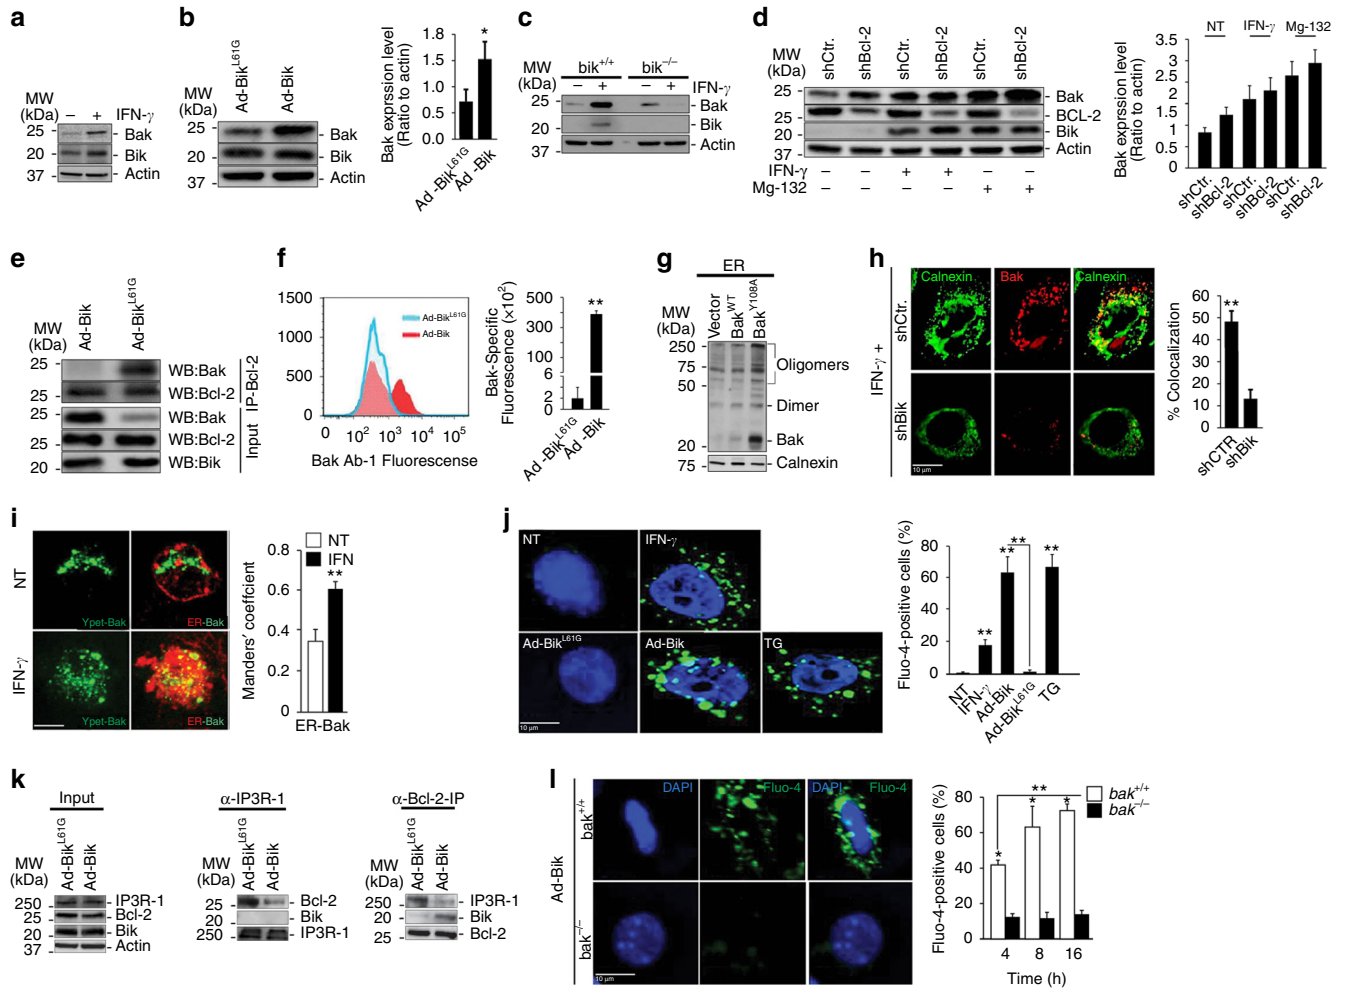 a
MW
(kDa)
– + IFN-γ
25 Bak
20 Bik
37 Actin
b
MW
(kDa)
Ad-Bik^L61G
Ad-Bik
25 Bak
20 Bik
37 Actin
Bak exprssion level
(Ratio to actin)
1.8
1.5
1.0
0.5
0.0
*
Ad -Bik^L61G
Ad -Bik
c
MW
(kDa)
bik^+/+ bik^–/–
– + – + IFN-γ
25 Bak
20 Bik
37 Actin
d
MW
(kDa)
shCtr.
shBcl-2
shCtr.
shBcl-2
shCtr.
shBcl-2
25 Bak
25 BCL-2
20 Bik
37 Actin
IFN-γ – – + + – –
Mg-132 – – – – + +
Bak exprssion level
(Ratio to actin)
NT IFN-γ Mg-132
3.5
3
2.5
2
1.5
1
0.5
0
shCtr.
shBcl-2
shCtr.
shBcl-2
shCtr.
shBcl-2
e
Ad-Bik
Ad-Bik^L61G
25 WB:Bak
25 WB:Bcl-2
IP-Bcl-2
25 WB:Bak
25 WB:Bcl-2
20 WB:Bik
Input
f
1500
1000
500
0
0 10^2 10^3 10^4 10^5
Ad-Bik^L61G
Ad-Bik
Bak Ab-1 Fluorescense
Bak-Specific
Fluorescence (×10^2)
500
300
100
6
2
0
**
Ad -Bik^L61G
Ad -Bik
g
ER
MW
(kDa)
Vector
Bak^WT
Bak^Y108A
250
75
50
20
75
Oligomers
Dimer
Bak
Calnexin
h
Calnexin Bak Calnexin
IFN-γ +
shCtr.
shBik
10 μm
% Colocalization
60
50
40
30
20
10
0
**
shCTR
shBik
i
NT
IFN-γ
Ypet-Bak ER-Bak
Ypet-Bak ER-Bak
Manders' coeffcient
0.8
0.6
0.4
0.2
0
NT
IFN
**
ER-Bak
j
NT IFN-γ
Ad-Bik^L61G Ad-Bik TG
10 μm
Fluo-4-positive cells (%)
80
60
40
20
0
**
**
**
**
NT
IFN-γ
Ad-Bik
Ad-Bik^L61G
TG
k
Input
MW
(kDa)
Ad-Bik^L61G
Ad-Bik
250 IP3R-1
25 Bcl-2
20 Bik
37 Actin
α-IP3R-1
MW
(kDa)
Ad-Bik^L61G
Ad-Bik
25 Bcl-2
20 Bik
250 IP3R-1
α-Bcl-2-IP
MW
(kDa)
Ad-Bik^L61G
Ad-Bik
250 IP3R-1
20 Bik
25 Bcl-2
l
DAPI Fluo-4 DAPI Fluo-4
Ad-Bik
bak^+/+
bak^–/–
10 μm
Fluo-4-positive cells (%)
80
60
40
20
0
**
*
*
*
bak^+/+
bak^–/–
4 8 16
Time (h)